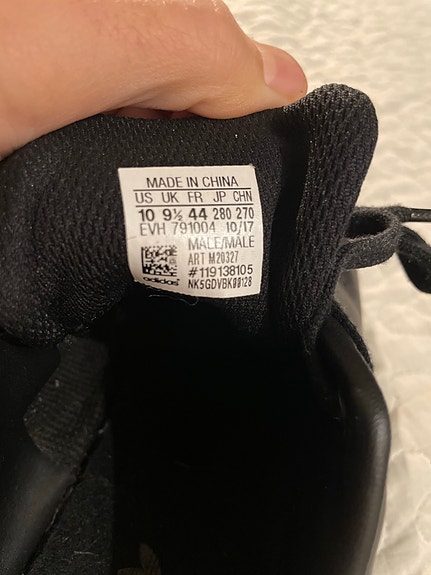 MADE IN CHINA
US UK FR JP CHN
10 9½ 44 280 270
EVH 791004 10/17
MALE/MALE
ART M20327
#119138105
adidas NK5GDVBK00128